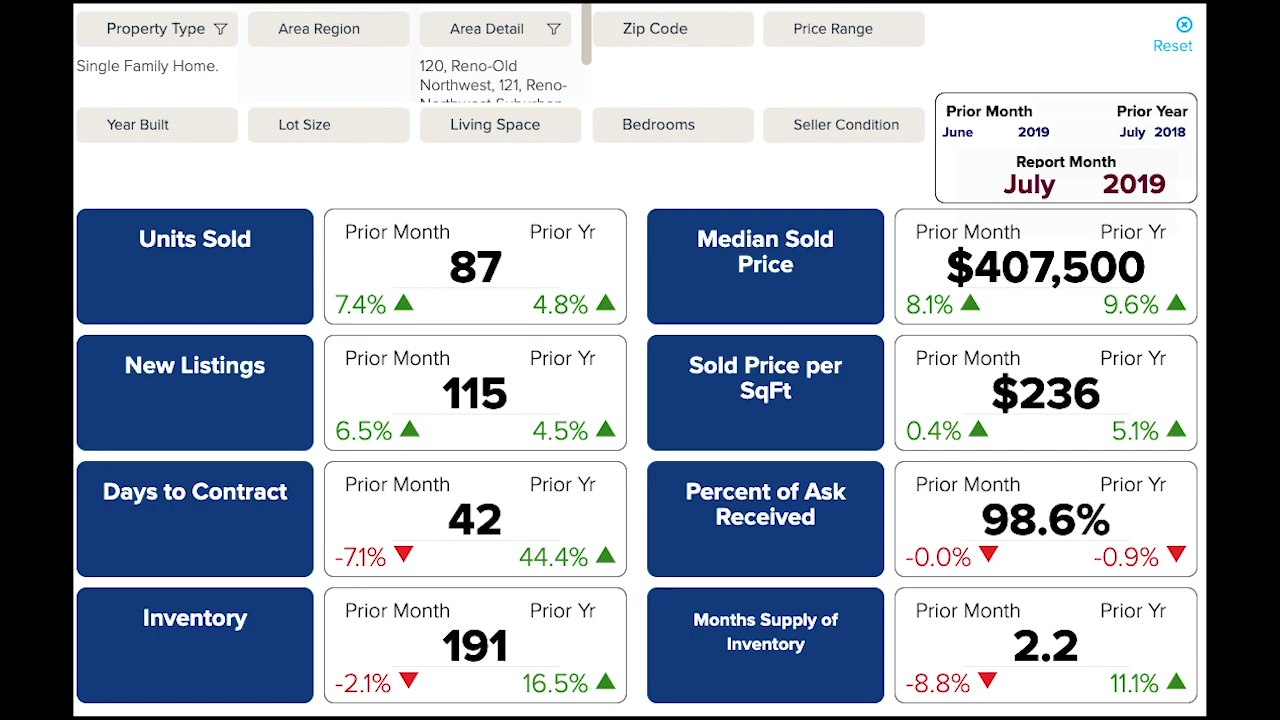 Property Type
Area Region
Area Detail
Zip Code
Price Range
Reset
Single Family Home.
120, Reno-Old
Northwest, 121, Reno-
Northwest Suburban
Year Built
Lot Size
Living Space
Bedrooms
Seller Condition
Prior Month Prior Year
June 2019 July 2018
Report Month
July 2019
Units Sold
Prior Month Prior Yr
87
7.4% 4.8%
Median Sold
Price
Prior Month Prior Yr
$407,500
8.1% 9.6%
New Listings
Prior Month Prior Yr
115
6.5% 4.5%
Sold Price per
SqFt
Prior Month Prior Yr
$236
0.4% 5.1%
Days to Contract
Prior Month Prior Yr
42
-7.1% 44.4%
Percent of Ask
Received
Prior Month Prior Yr
98.6%
-0.0% -0.9%
Inventory
Prior Month Prior Yr
191
-2.1% 16.5%
Months Supply of
Inventory
Prior Month Prior Yr
2.2
-8.8% 11.1%